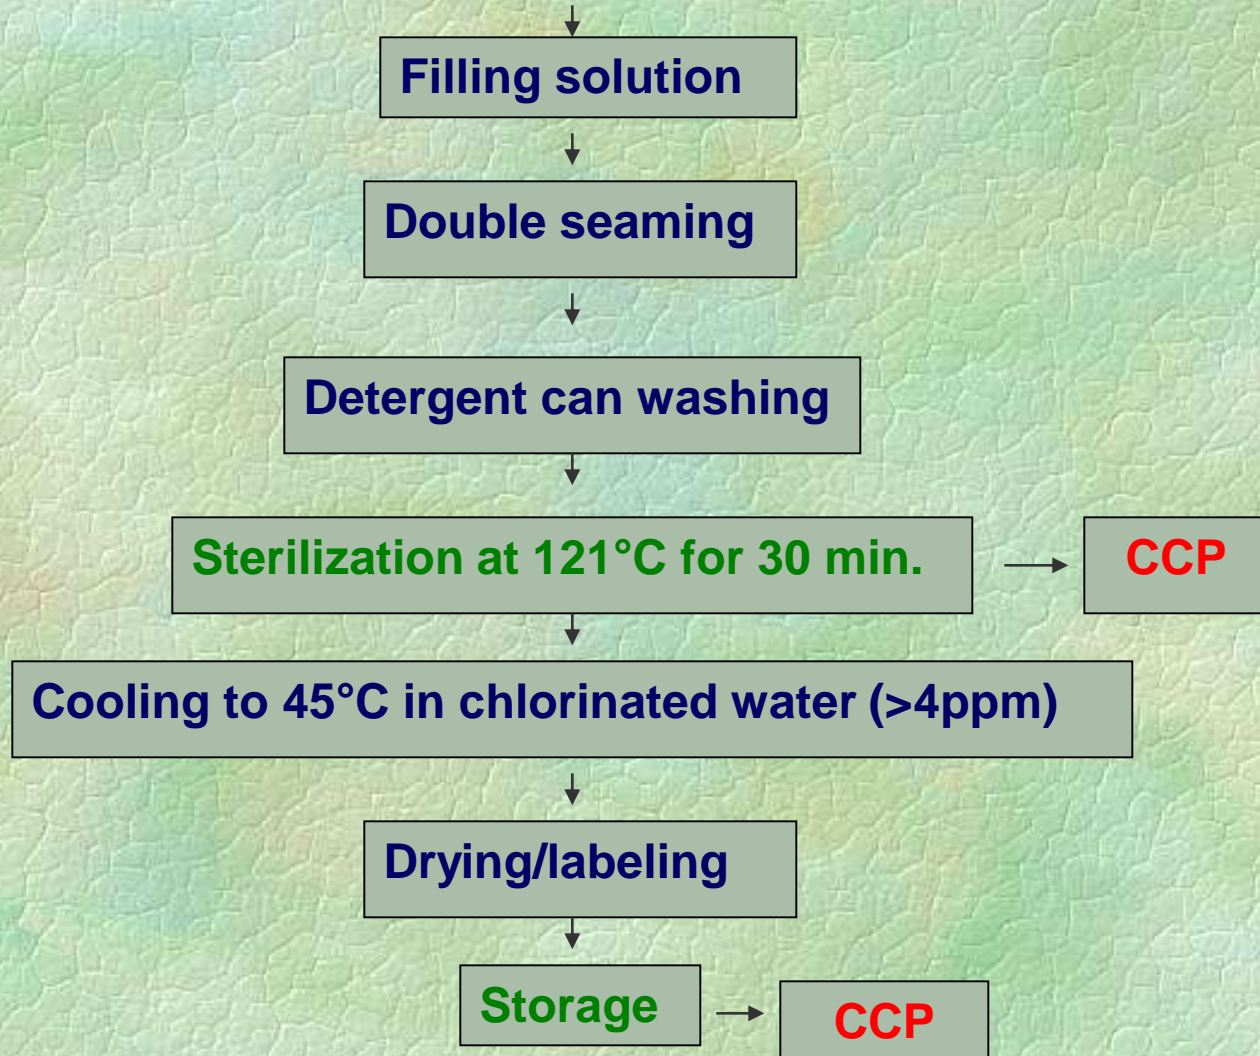 Filling solution
Double seaming
Detergent can washing
Sterilization at 121°C for 30 min.
CCP
Cooling to 45°C in chlorinated water (>4ppm)
Drying/labeling
Storage
CCP